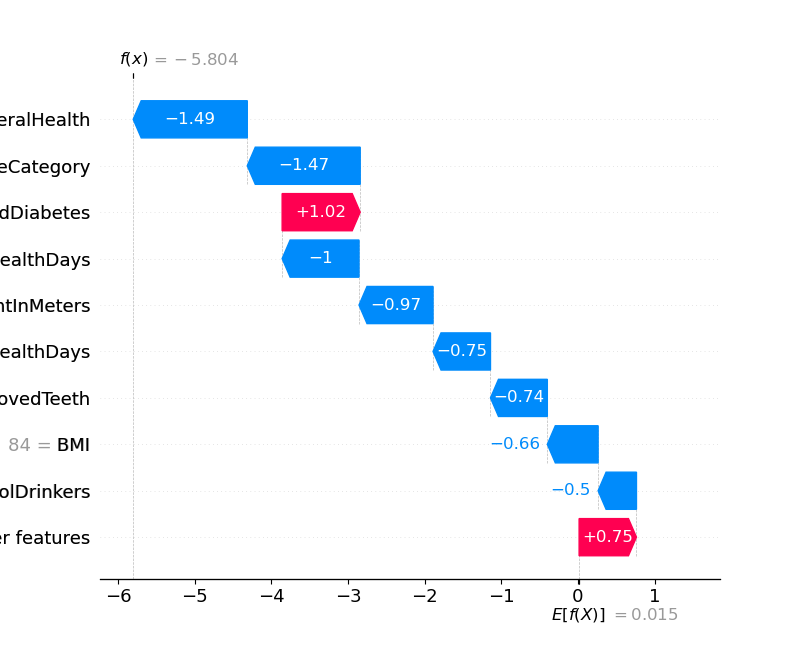 f(x) = −5.804
eralHealth −1.49
eCategory −1.47
dDiabetes +1.02
ealthDays −1
ntInMeters −0.97
ealthDays −0.75
ovedTeeth −0.74
84 = BMI −0.66
olDrinkers −0.5
r features +0.75
−6 −5 −4 −3 −2 −1 0 1
E[f(X)] = 0.015